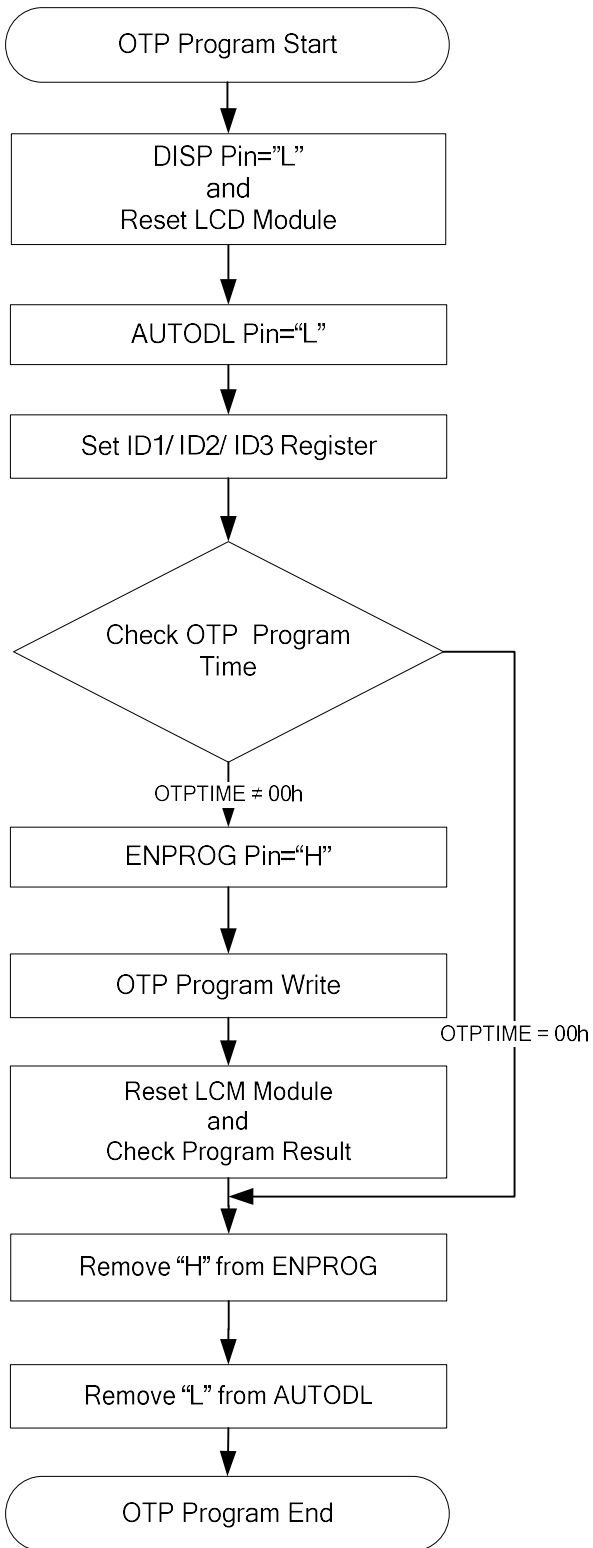 OTP Program Start
DISP Pin=”L”
and
Reset LCD Module
AUTODL Pin=“L”
Set ID1/ ID2/ ID3 Register
Check OTP Program
Time
OTPTIME ≠ 00h
ENPROG Pin=“H”
OTP Program Write
OTPTIME = 00h
Reset LCM Module
and
Check Program Result
Remove “H” from ENPROG
Remove “L” from AUTODL
OTP Program End